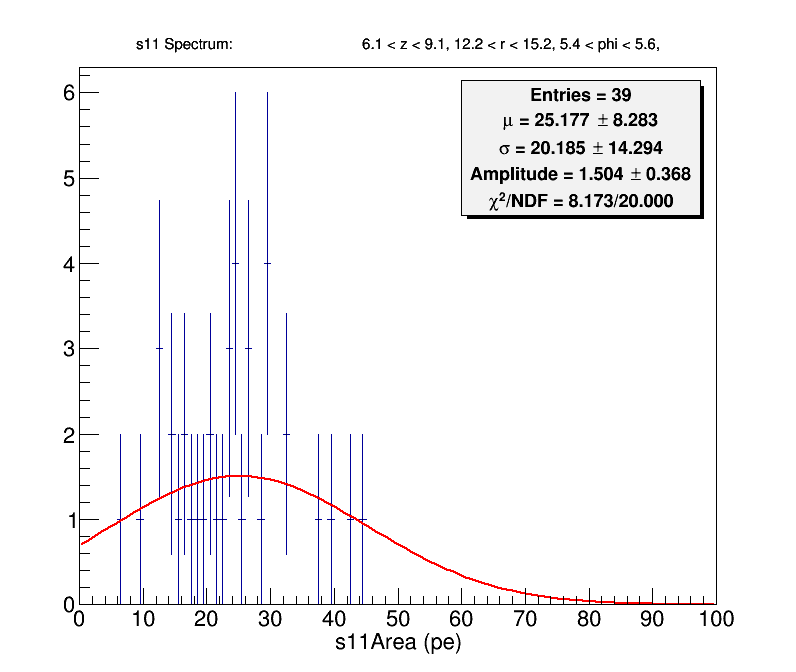 s11 Spectrum: 6.1 < z < 9.1, 12.2 < r < 15.2, 5.4 < phi < 5.6,
Entries = 39
μ = 25.177 ± 8.283
σ = 20.185 ± 14.294
Amplitude = 1.504 ± 0.368
χ²/NDF = 8.173/20.000
6
5
4
3
2
1
0
0 10 20 30 40 50 60 70 80 90 100
s11Area (pe)